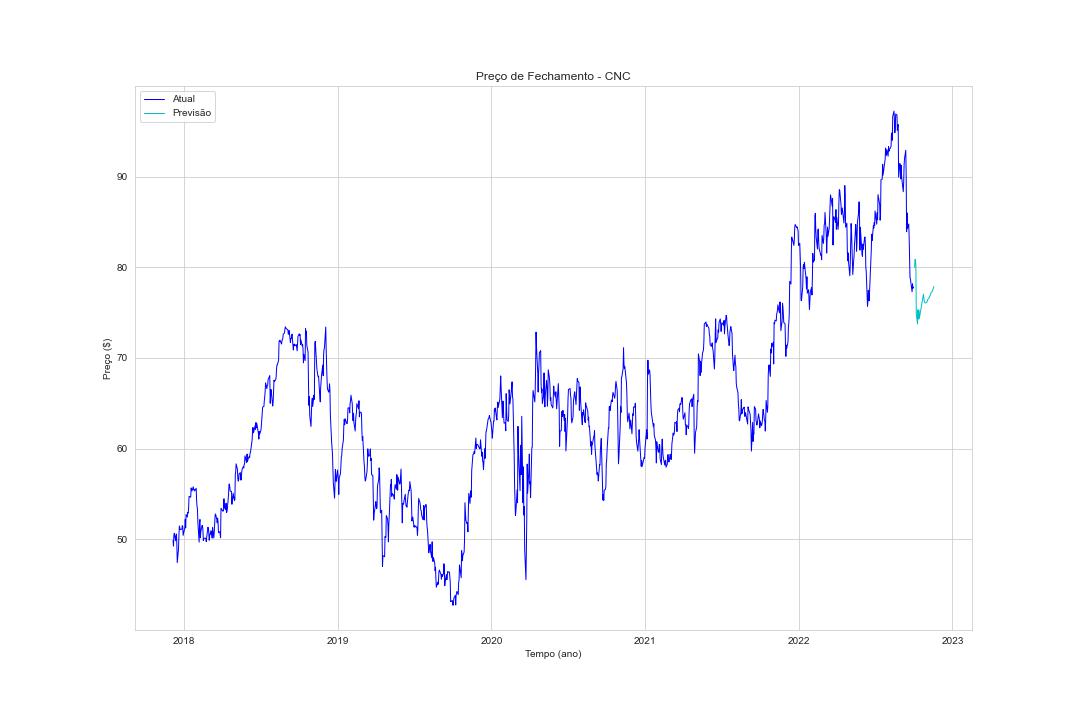 Preço de Fechamento - CNC
Atual
Previsão
90
80
70
60
50
Preço ($)
2018 2019 2020 2021 2022 2023
Tempo (ano)